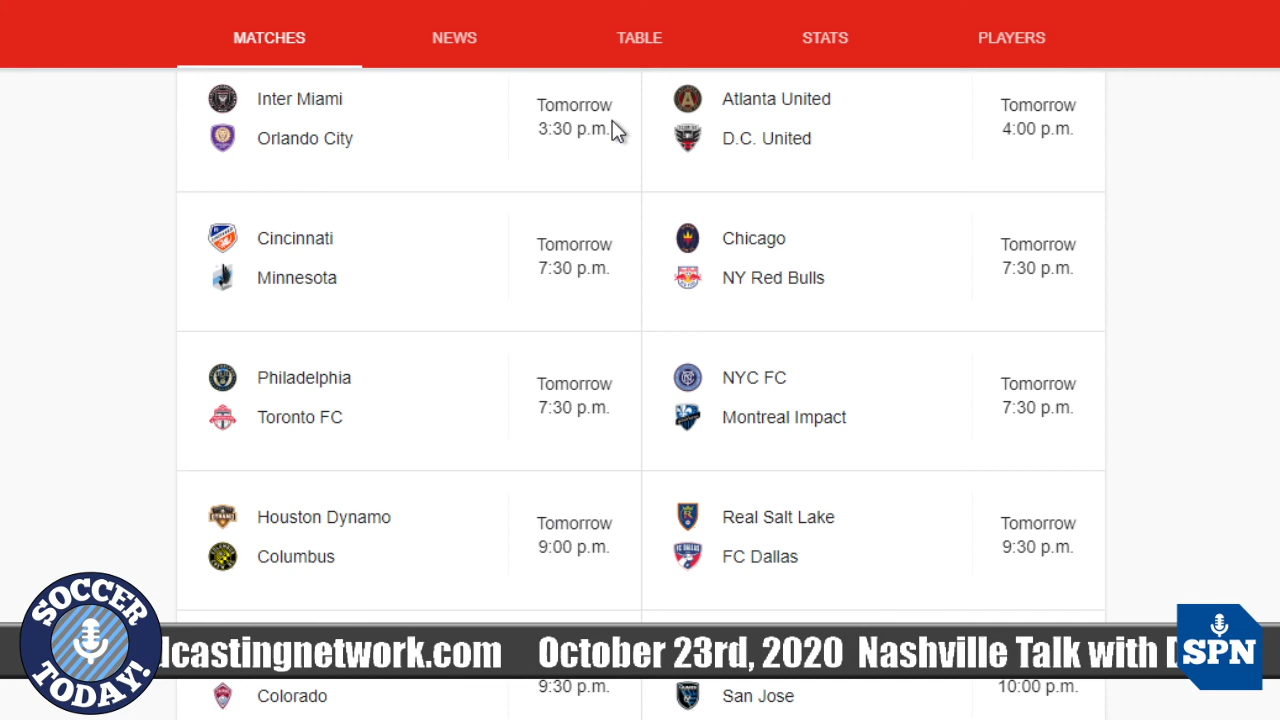 MATCHES NEWS TABLE STATS PLAYERS
Inter Miami
Orlando City
Tomorrow
3:30 p.m.
Atlanta United
D.C. United
Tomorrow
4:00 p.m.
Cincinnati
Minnesota
Tomorrow
7:30 p.m.
Chicago
NY Red Bulls
Tomorrow
7:30 p.m.
Philadelphia
Toronto FC
Tomorrow
7:30 p.m.
NYC FC
Montreal Impact
Tomorrow
7:30 p.m.
Houston Dynamo
Columbus
Tomorrow
9:00 p.m.
Real Salt Lake
FC Dallas
Tomorrow
9:30 p.m.
SOCCER
TODAY!
dcastingnetwork.com October 23rd, 2020 Nashville Talk with
SPN
Colorado
9:30 p.m.
San Jose
10:00 p.m.